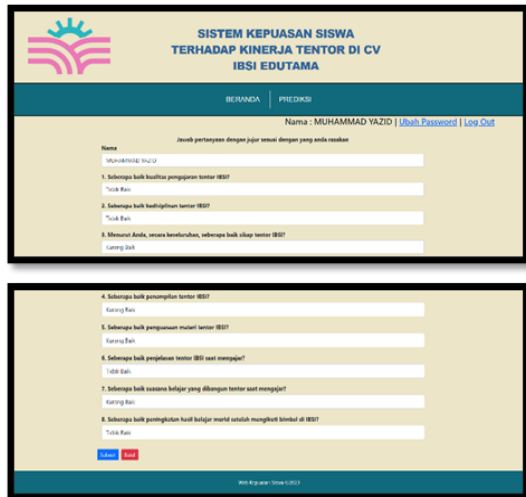 SISTEM KEPUASAN SISWA
TERHADAP KINERJA TENTOR DI CV
IBSI EDUTAMA
BERANDA PREDIKSI
Nama : MUHAMMAD YAZID | Ubah Password | Log Out
Jawab pertanyaan dengan jujur sesuai dengan yang anda rasakan
Nama
MUHAMMAD YAZID
1. Seberapa baik kualitas pengajaran tentor IBSI?
Tidak Baik
2. Seberapa baik kedisiplinan tentor IBSI?
Tidak Baik
3. Menurut Anda, secara keseluruhan, seberapa baik sikap tentor IBSI?
Kurang Baik
4. Seberapa baik penampilan tentor IBSI?
Kurang Baik
5. Seberapa baik penguasaan materi tentor IBSI?
Kurang Baik
6. Seberapa baik penjelasan tentor IBSI saat mengajar?
Tidak Baik
7. Seberapa baik suasana belajar yang dibangun tentor saat mengajar?
Kurang Baik
8. Seberapa baik peningkatan hasil belajar murid setelah mengikuti bimbel di IBSI?
Tidak Baik
Submit Batal
Web Kepuasan Siswa ©2023